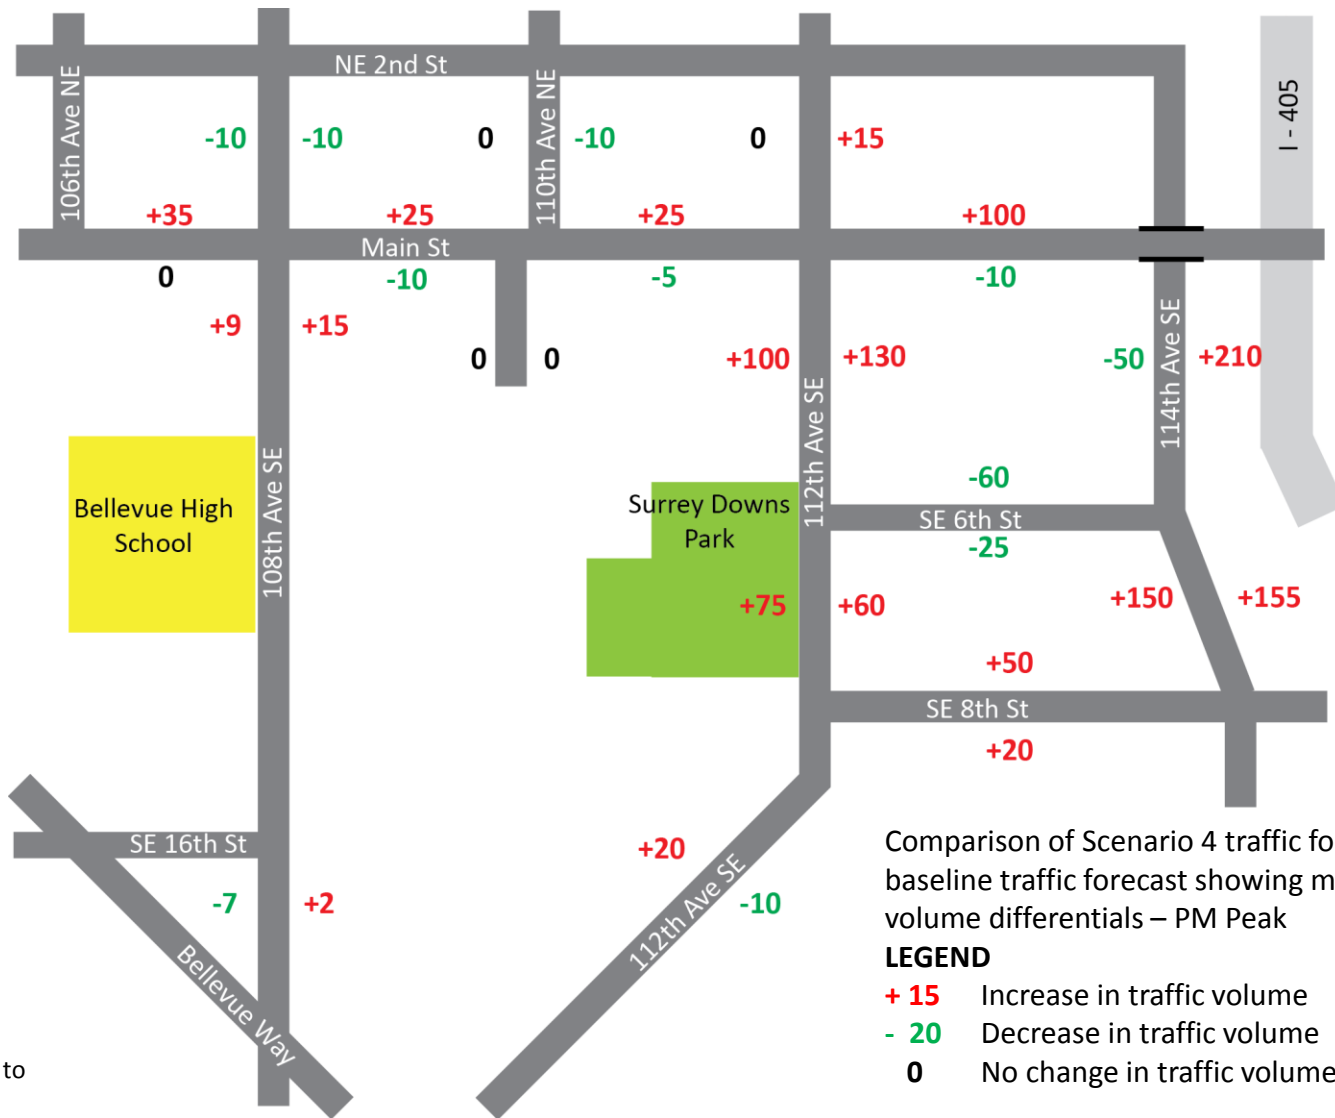 NE 2nd St
106th Ave NE
110th Ave NE
I - 405
-10
-10
0
-10
0
+15
+35
+25
+25
+100
Main St
0
-10
-5
-10
+9
+15
0
0
+100
+130
-50
+210
114th Ave SE
112th Ave SE
108th Ave SE
Bellevue High
School
Surrey Downs
Park
-60
SE 6th St
-25
+75
+60
+150
+155
+50
SE 8th St
+20
SE 16th St
-7
+2
Bellevue Way
+20
112th Ave SE
-10
Comparison of Scenario 4 traffic fo
baseline traffic forecast showing m
volume differentials – PM Peak
LEGEND
+ 15 Increase in traffic volume
- 20 Decrease in traffic volume
0 No change in traffic volume
to